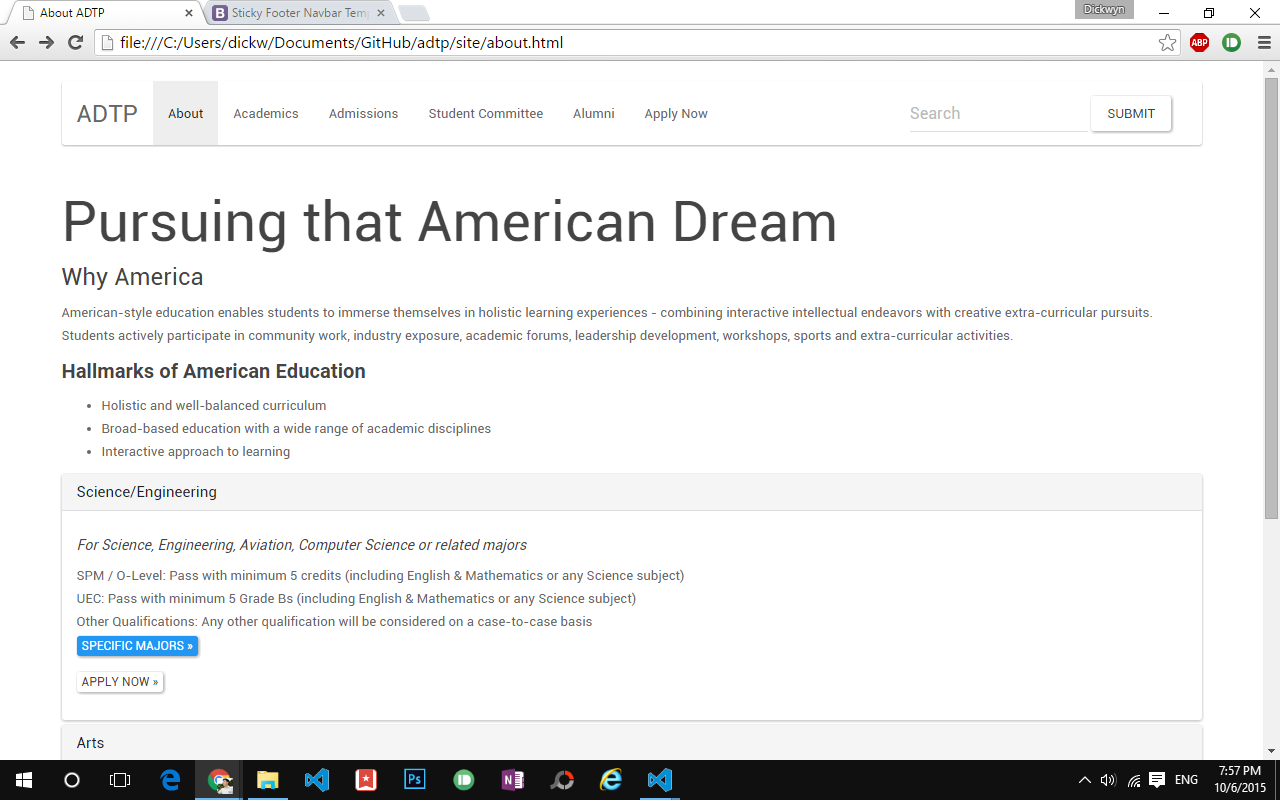 About ADTP
Sticky Footer Navbar Tem
Dickwyn
file:///C:/Users/dickw/Documents/GitHub/adtp/site/about.html
ABP
ADTP About Academics Admissions Student Committee Alumni Apply Now Search SUBMIT
Pursuing that American Dream
Why America
American-style education enables students to immerse themselves in holistic learning experiences - combining interactive intellectual endeavors with creative extra-curricular pursuits.
Students actively participate in community work, industry exposure, academic forums, leadership development, workshops, sports and extra-curricular activities.
Hallmarks of American Education
• Holistic and well-balanced curriculum
• Broad-based education with a wide range of academic disciplines
• Interactive approach to learning
Science/Engineering
For Science, Engineering, Aviation, Computer Science or related majors
SPM / O-Level: Pass with minimum 5 credits (including English & Mathematics or any Science subject)
UEC: Pass with minimum 5 Grade Bs (including English & Mathematics or any Science subject)
Other Qualifications: Any other qualification will be considered on a case-to-case basis
SPECIFIC MAJORS »
APPLY NOW »
Arts
Ps
ENG
7:57 PM
10/6/2015